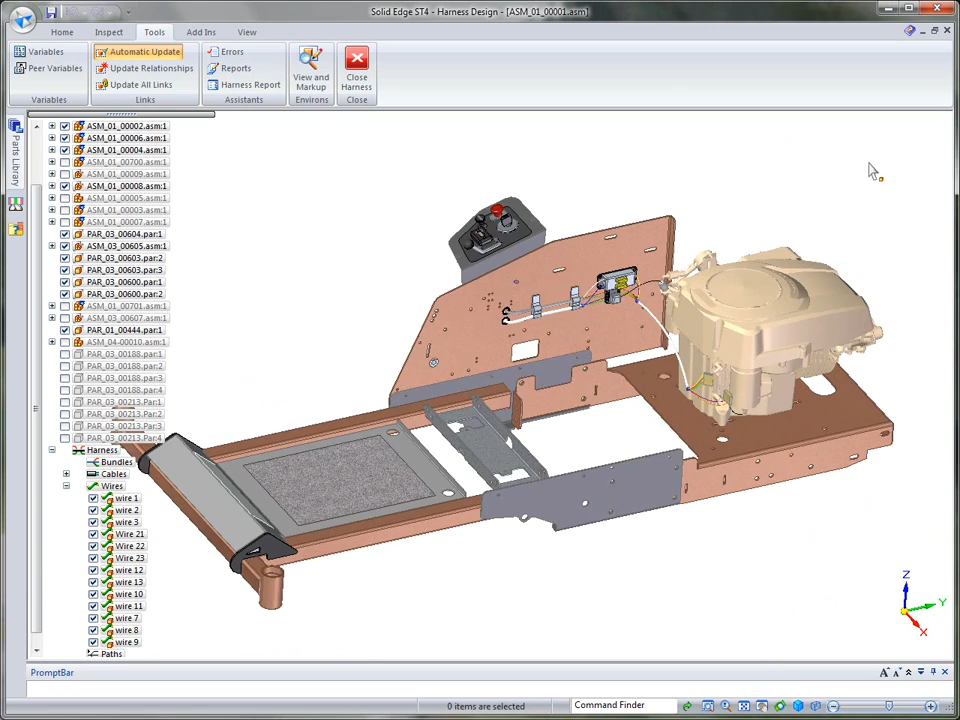 Solid Edge ST4 - Harness Design - [ASM_01_00001.asm]
Home Inspect Tools Add Ins View
Variables
Peer Variables
Variables
Automatic Update
Update Relationships
Update All Links
Links
Errors
Reports
Harness Report
Assistants
View and
Markup
Environs
Close
Harness
Close
Parts Library
ASM_01_00002.asm:1
ASM_01_00006.asm:1
ASM_01_00004.asm:1
ASM_01_00700.asm:1
ASM_01_00009.asm:1
ASM_01_00008.asm:1
ASM_01_00005.asm:1
ASM_01_00003.asm:1
ASM_01_00007.asm:1
PAR_03_00604.par:1
ASM_03_00605.asm:1
PAR_03_00603.par:2
PAR_03_00603.par:3
PAR_03_00600.par:1
PAR_03_00600.par:2
ASM_01_00701.asm:1
ASM_03_00607.asm:1
PAR_01_00444.par:1
ASM_04-00010.asm:1
PAR_03_00188.par:1
PAR_03_00188.par:2
PAR_03_00188.par:3
PAR_03_00188.par:4
PAR_03_00213.Par:1
PAR_03_00213.Par:2
PAR_03_00213.Par:3
PAR_03_00213.Par:4
Harness
Bundles
Cables
Wires
wire 1
wire 2
wire 3
Wire 21
Wire 22
Wire 23
wire 12
wire 13
wire 10
wire 11
wire 7
wire 8
wire 9
Paths
Z
Y
X
PromptBar
0 items are selected
Command Finder